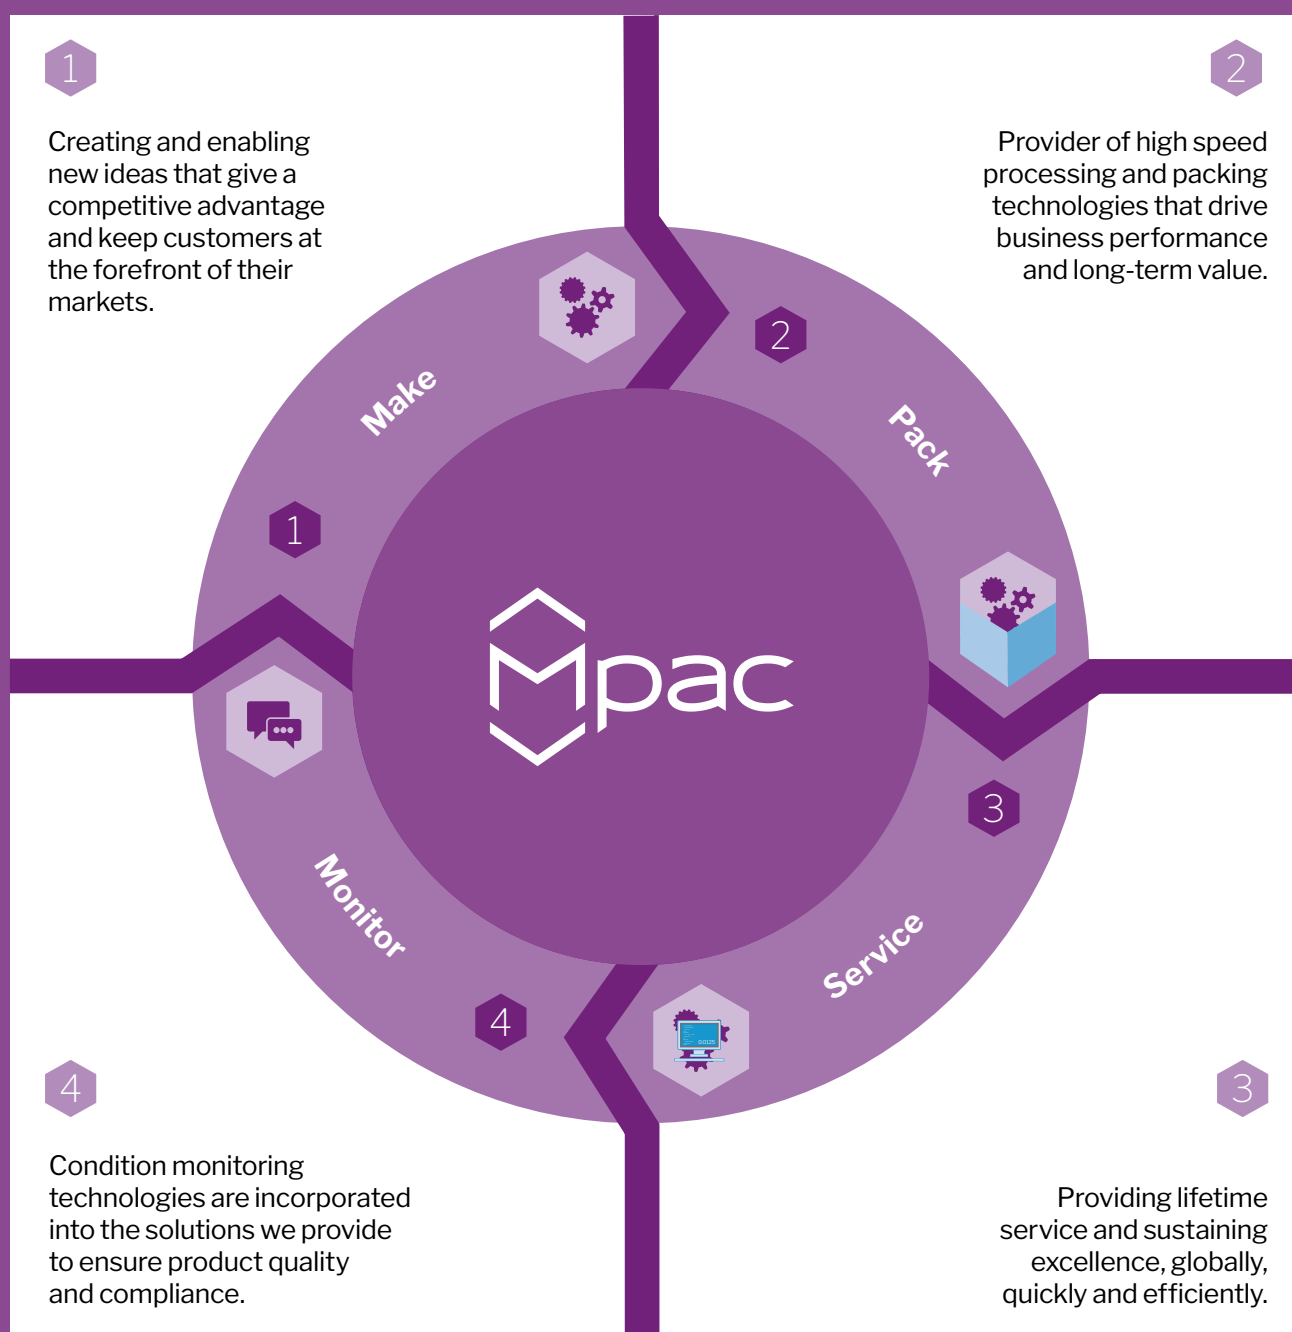 1
Creating and enabling
new ideas that give a
competitive advantage
and keep customers at
the forefront of their
markets.
2
Provider of high speed
processing and packing
technologies that drive
business performance
and long-term value.
Make
1
2
Pack
Mpac
Monitor
4
3
Service
0.0125
4
Condition monitoring
technologies are incorporated
into the solutions we provide
to ensure product quality
and compliance.
3
Providing lifetime
service and sustaining
excellence, globally,
quickly and efficiently.